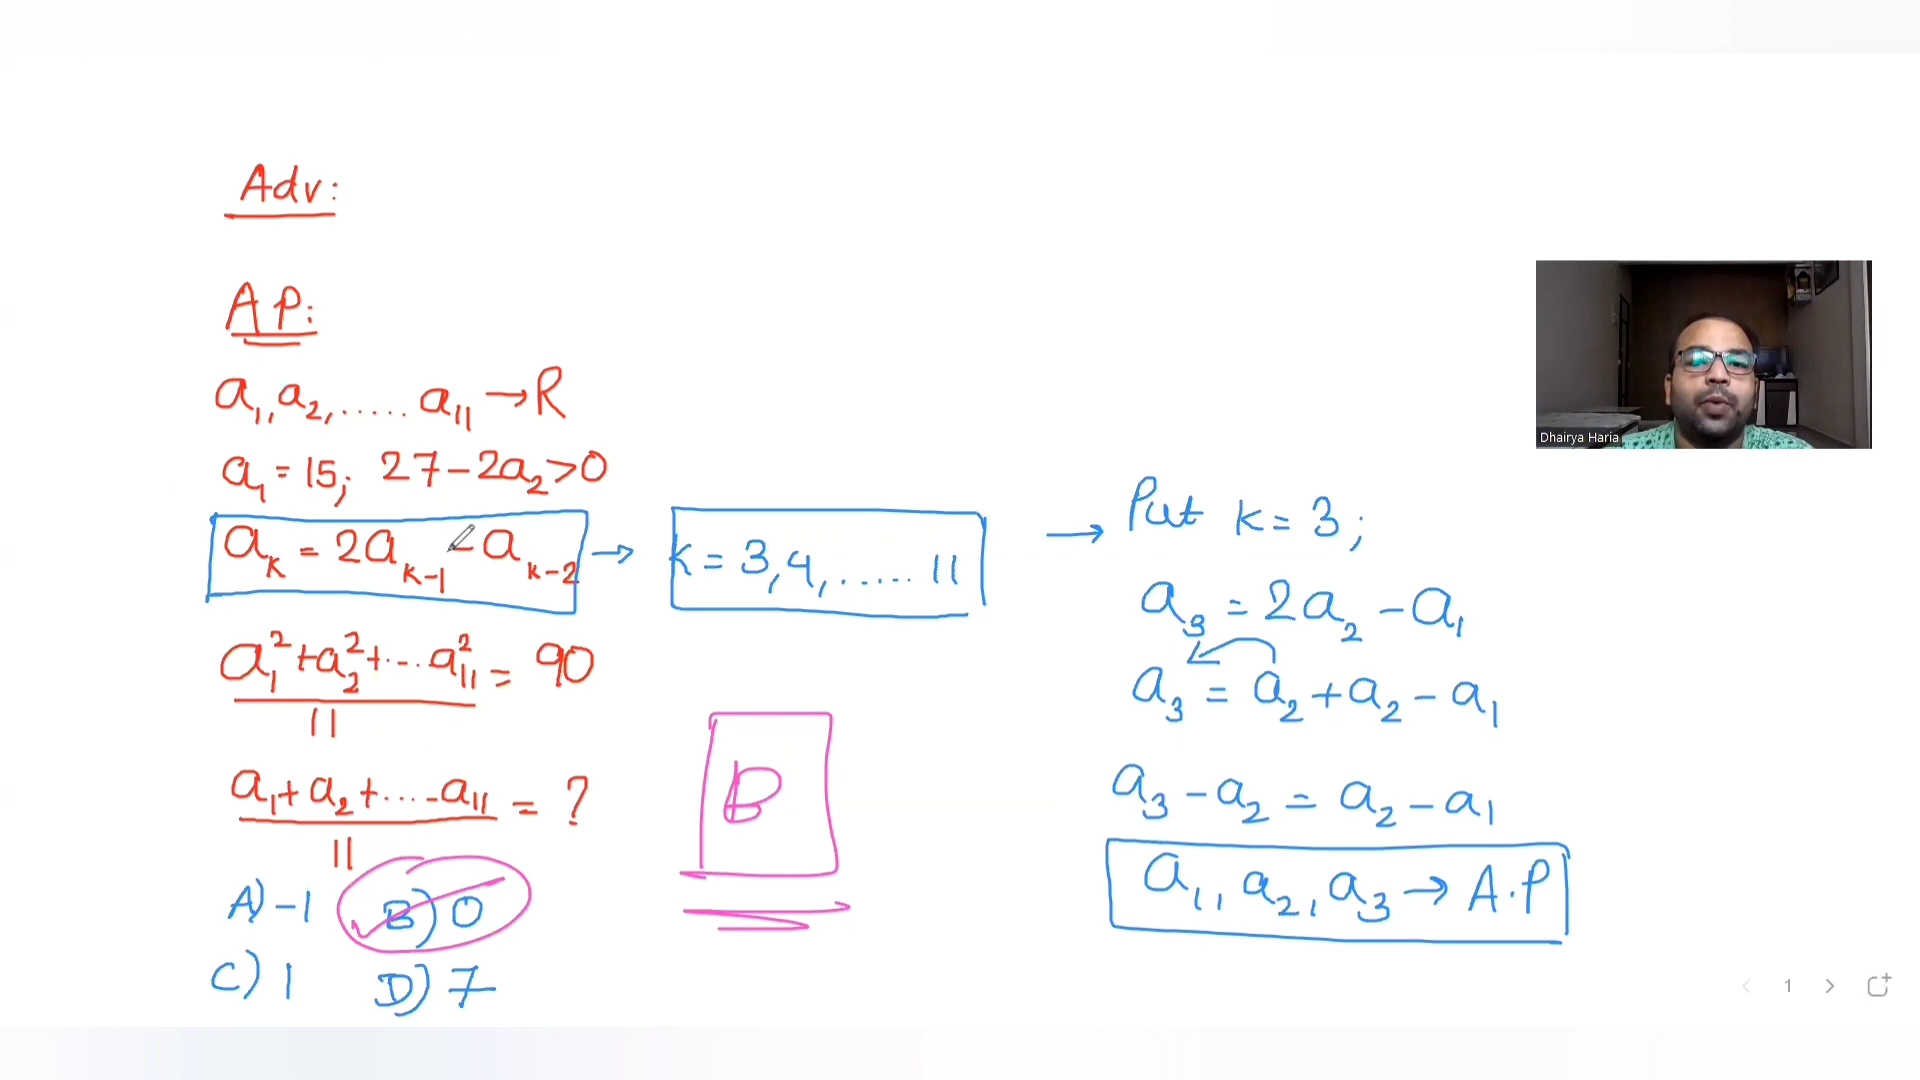 Adv:
AP:
a₁, a₂, ..... a₁₁ → R
a₁ = 15; 27 - 2a₂ > 0
aₖ = 2aₖ₋₁ - aₖ₋₂ → k = 3, 4, ..... 11
a₁² + a₂² + ... a₁₁² = 90
11
a₁ + a₂ + .... a₁₁ = ?
11
A) -1 B) 0
C) 1 D) 7
B
→ Put k = 3;
a₃ = 2a₂ - a₁
a₃ = a₂ + a₂ - a₁
a₃ - a₂ = a₂ - a₁
a₁, a₂, a₃ → A.P
Dhairya Haria
1